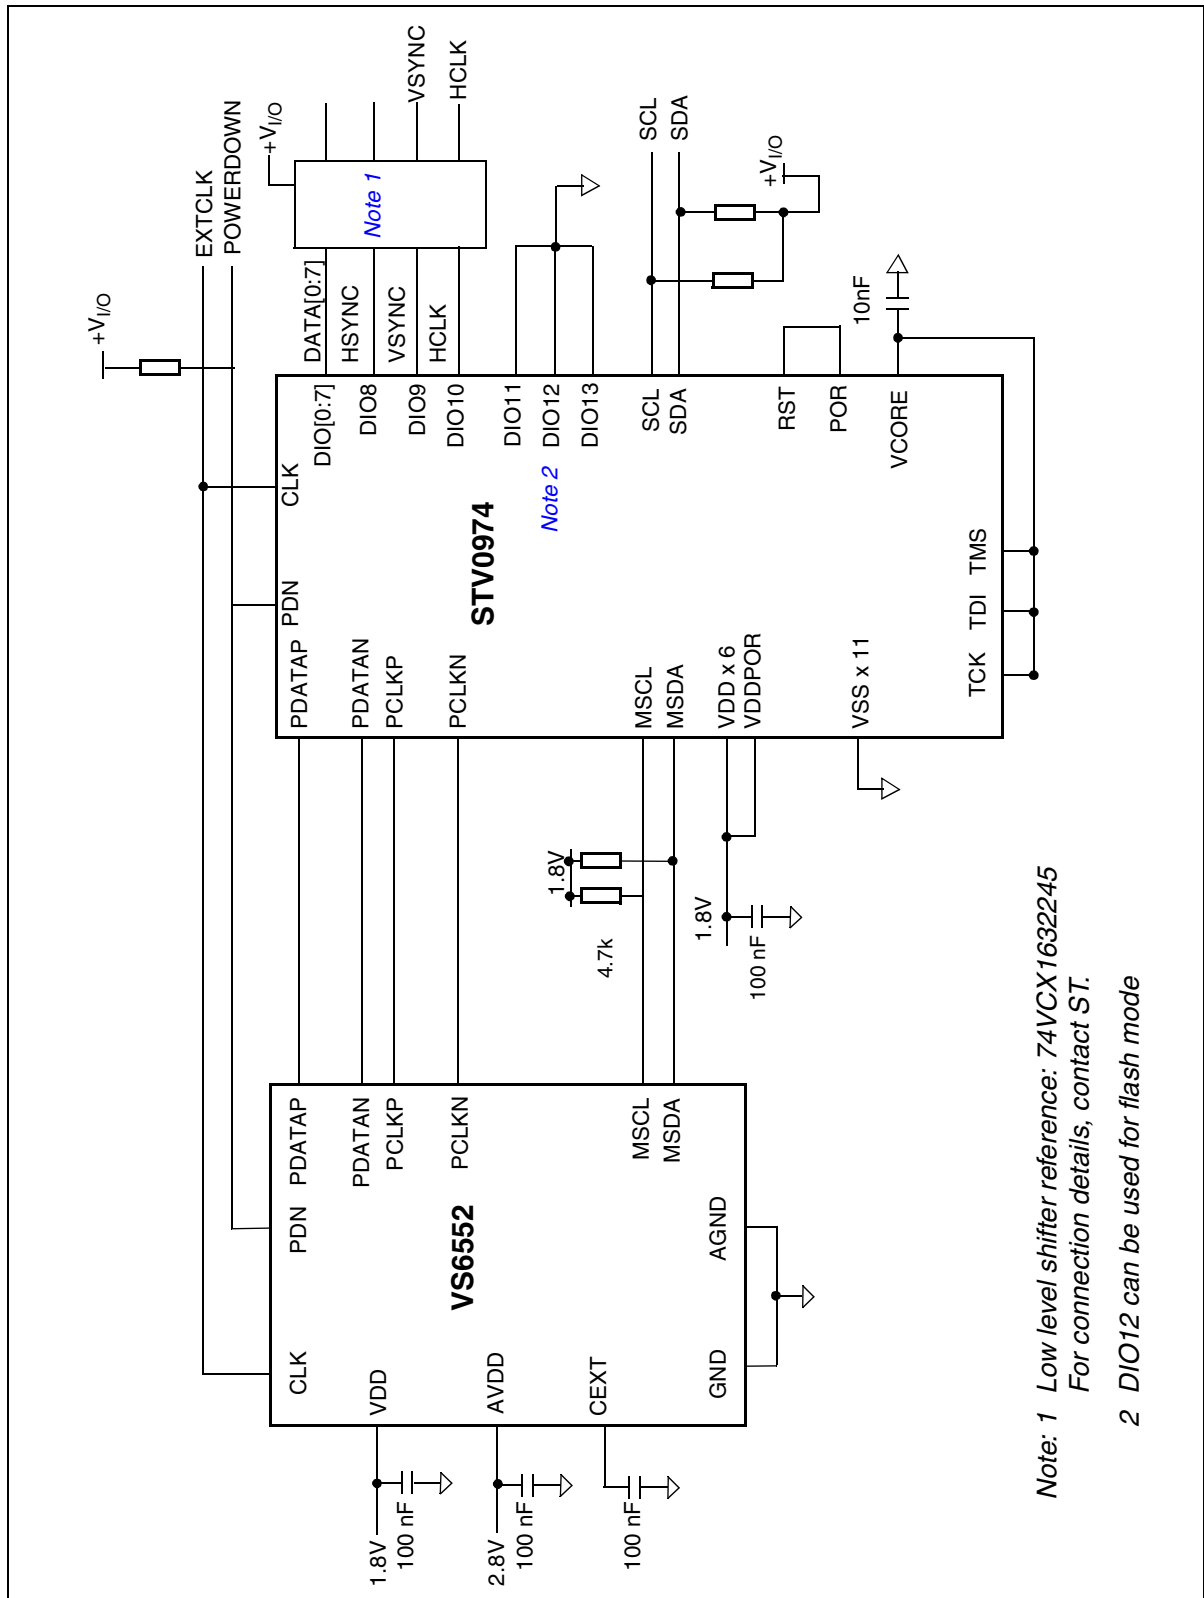 +V I/O
EXTCLK
POWERDOWN
+V I/O
VSYNC
HCLK
Note 1
DATA[0:7]
HSYNC
VSYNC
HCLK
SCL
SDA
+V I/O
10nF
CLK
PDN
DIO[0:7]
DIO8
DIO9
DIO10
DIO11
DIO12
DIO13
Note 2
SCL
SDA
RST
POR
VCORE
STV0974
PDATAP
PDATAN
PCLKP
PCLKN
MSCL
MSDA
VDD x 6
VDDPOR
VSS x 11
TCK
TDI
TMS
1.8V
4.7k
1.8V
100 nF
PDATAP
PDATAN
PCLKP
PCLKN
MSCL
MSDA
CLK
PDN
VS6552
VDD
AVDD
CEXT
GND
AGND
1.8V
100 nF
2.8V
100 nF
100 nF
Note: 1 Low level shifter reference: 74VCX1632245
For connection details, contact ST.
2 DIO12 can be used for flash mode